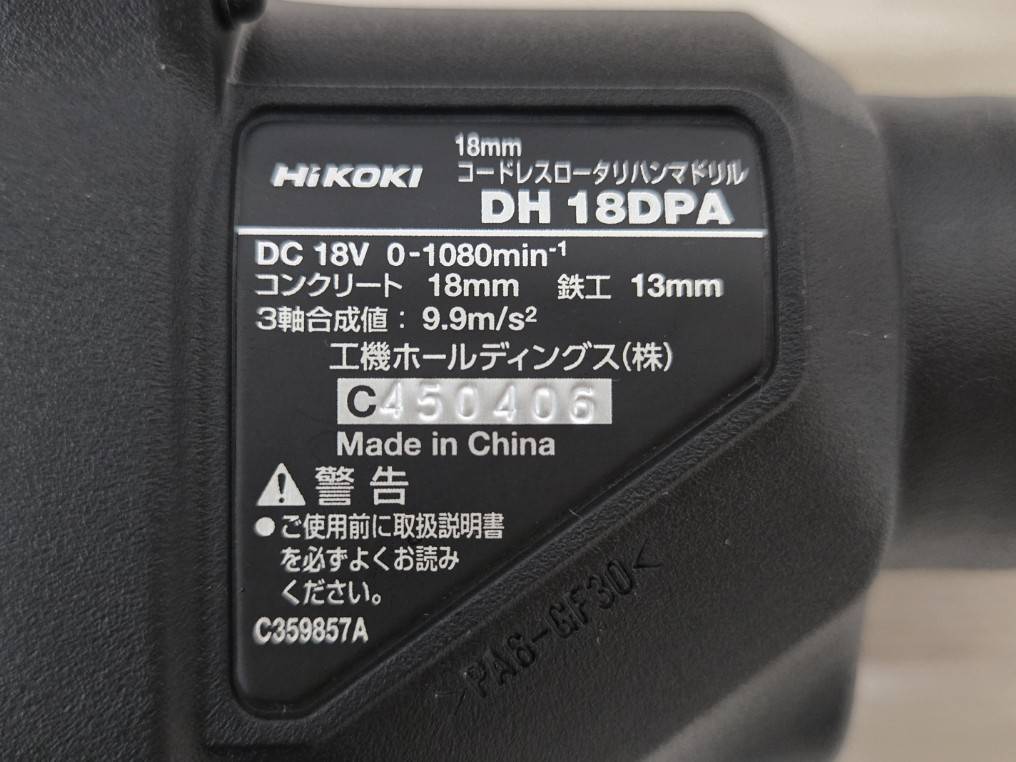 HiKOKI
18mm
コードレスロータリハンマドリル
DH 18DPA
DC 18V 0-1080min⁻¹
コンクリート 18mm 鉄工 13mm
3軸合成値：9.9m/s²
工機ホールディングス(株)
C450406
Made in China
警告
●ご使用前に取扱説明書
を必ずよくお読み
ください。
C359857A
>PA6-GF30<